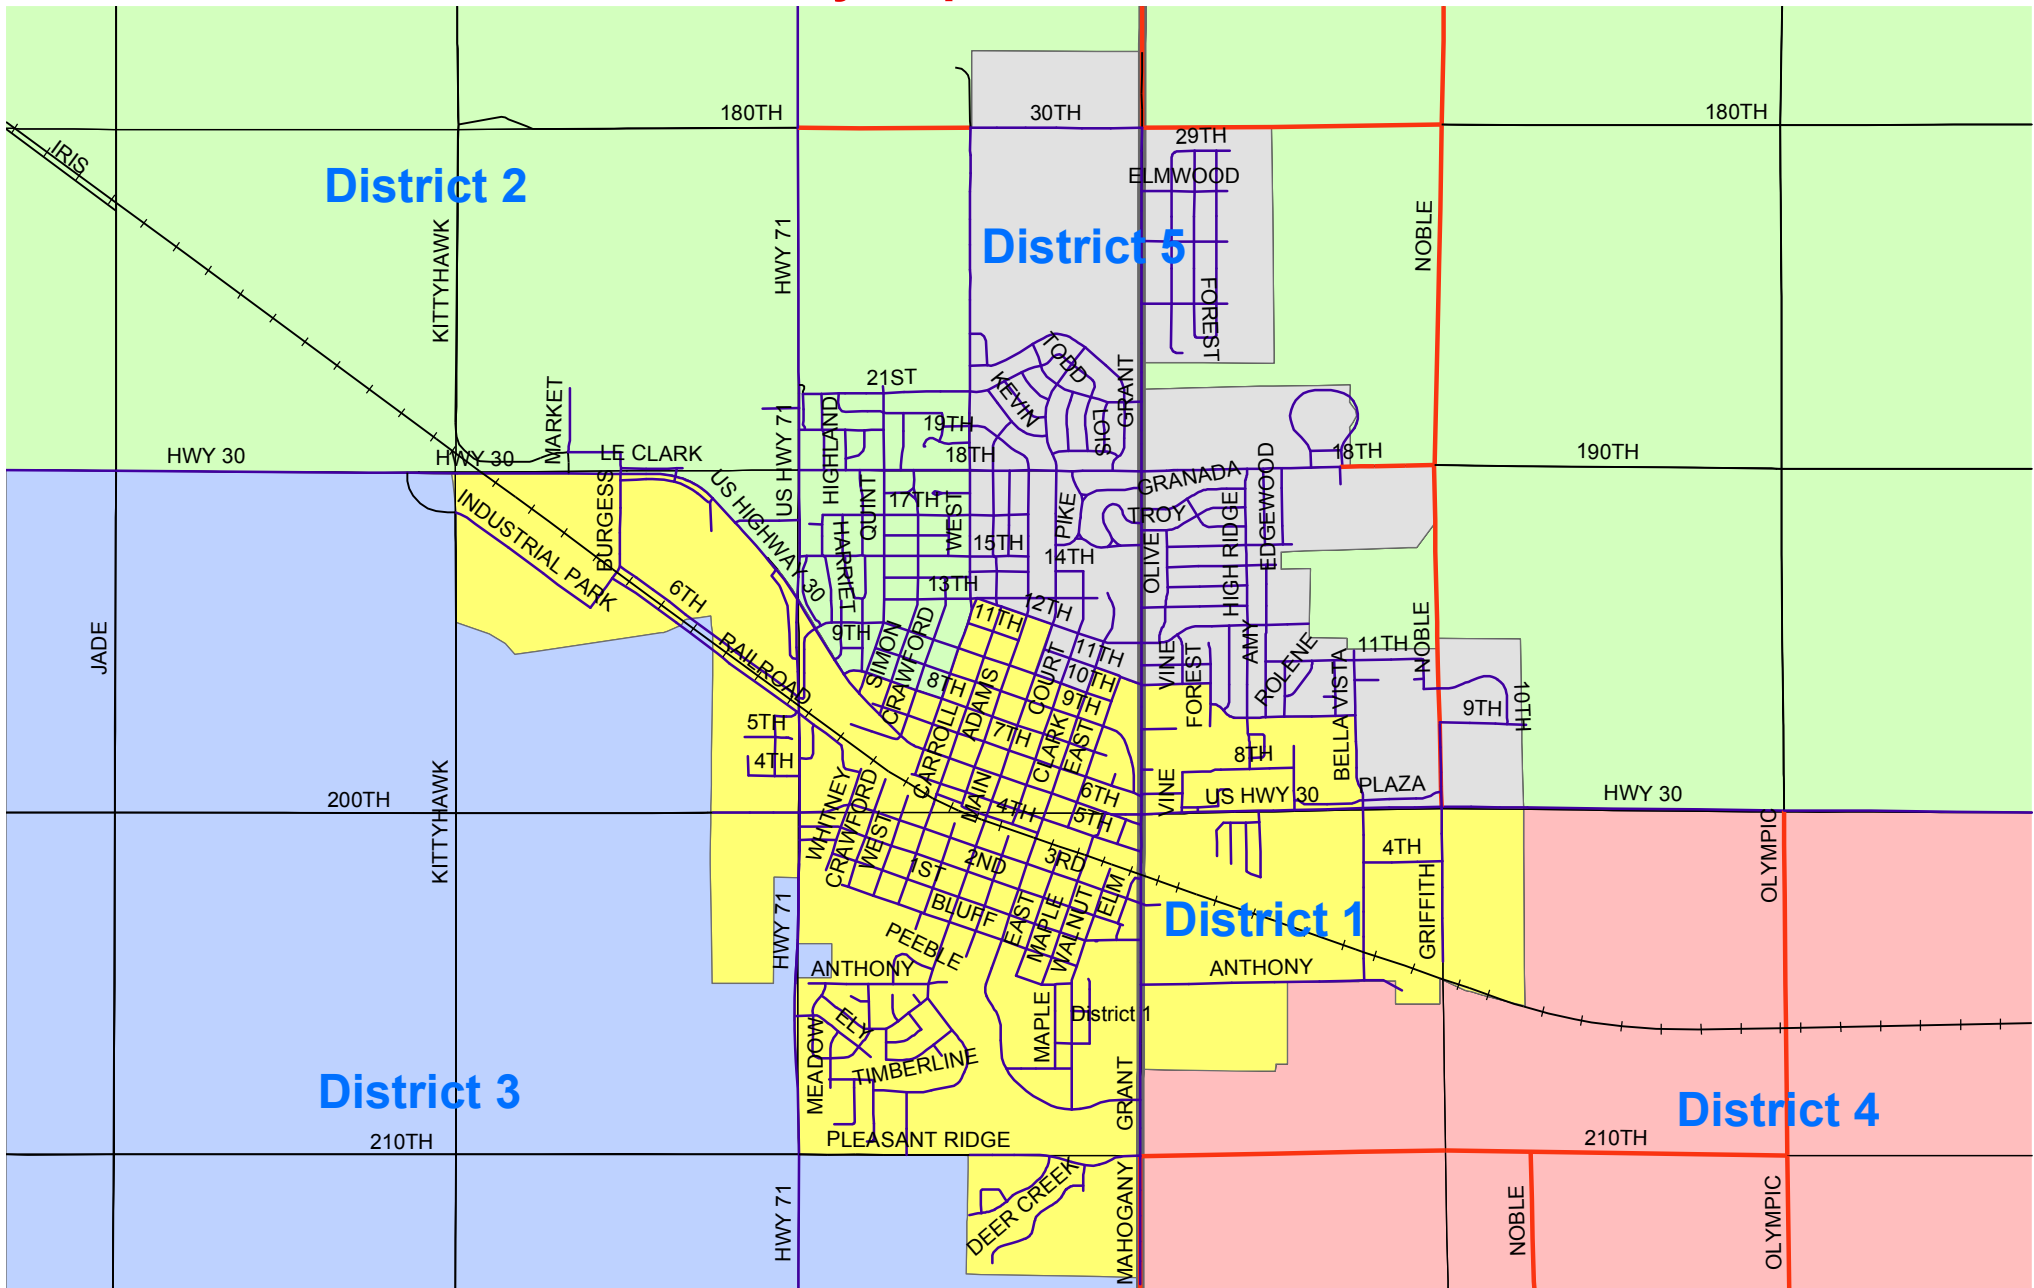 180TH
30TH
180TH
29TH
IRIS
District 2
ELMWOOD
KITTYHAWK
HWY 71
District 5
NOBLE
FOREST
TODD
21ST
KEVIN
GRANT
MARKET
HIGHLAND
19TH
LOIS
HWY 30
HWY 30
LE CLARK
US HWY 71
18TH
18TH
190TH
INDUSTRIAL PARK
BURGESS
US HIGHWAY 30
QUINT
17TH
WEST
PIKE
GRANADA
TROY
EDGEWOOD
HARRIET
15TH
14TH
OLIVE
HIGH RIDGE
6TH
13TH
12TH
11TH
JADE
RAILROAD
9TH
SIMON
CRAWFORD
COURT
11TH
VINE
AMY
ROLENE
11TH
NOBLE
8TH
ADAMS
10TH
9TH
FOREST
BELLA VISTA
9TH
10TH
5TH
CARROLL
7TH
CLARK
EAST
8TH
4TH
KITTYHAWK
200TH
WHITNEY
CRAWFORD
WEST
MAIN
4TH
6TH
5TH
VINE
US HWY 30
PLAZA
HWY 30
OLYMPIC
1ST
2ND
3RD
4TH
GRIFFITH
HWY 71
BLUFF
EAST
MAPLE
WALNUT
ELM
District 1
PEEBLE
ANTHONY
ANTHONY
MEADOW
ELY
MAPLE
District 1
TIMBERLINE
GRANT
District 3
District 4
210TH
PLEASANT RIDGE
210TH
HWY 71
DEER CREEK
MAHOGANY
NOBLE
OLYMPIC